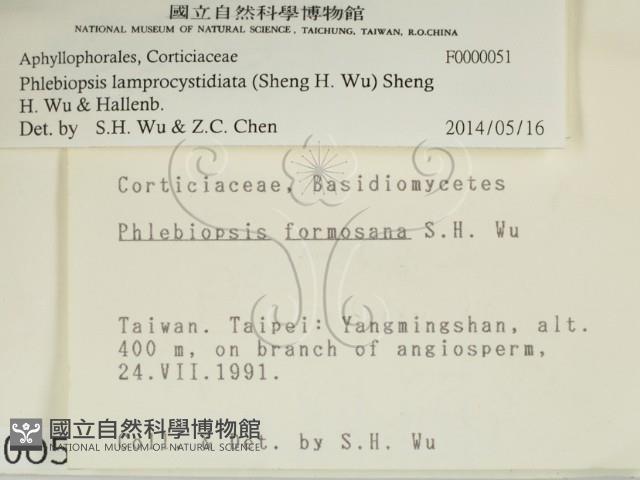 國立自然科學博物館
NATIONAL MUSEUM OF NATURAL SCIENCE, TAICHUNG, TAIWAN, R.O.CHINA
Aphyllophorales, Corticiaceae F0000051
Phlebiopsis lamprocystidiata (Sheng H. Wu) Sheng
H. Wu & Hallenb.
Det. by S.H. Wu & Z.C. Chen 2014/05/16
Corticiaceae, Basidiomycetes
Phlebiopsis formosana S.H. Wu
Taiwan. Taipei: Yangmingshan, alt.
400 m, on branch of angiosperm,
24.VII.1991.
Coll. & Det. by S.H. Wu
國立自然科學博物館
NATIONAL MUSEUM OF NATURAL SCIENCE
005